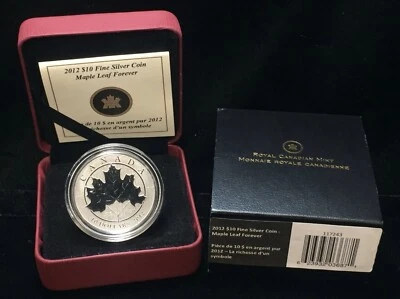 2012 $10 Fine Silver Coin
Maple Leaf Forever
Pièce de 10 $ en argent pur 2012
La richesse d'un symbole
CANADA
ROYAL CANADIAN MINT
MONNAIE ROYALE CANADIENNE
2012 $10 Fine Silver Coin -
Maple Leaf Forever
Pièce de 10 $ en argent pur
2012 – La richesse d'un
symbole
117203